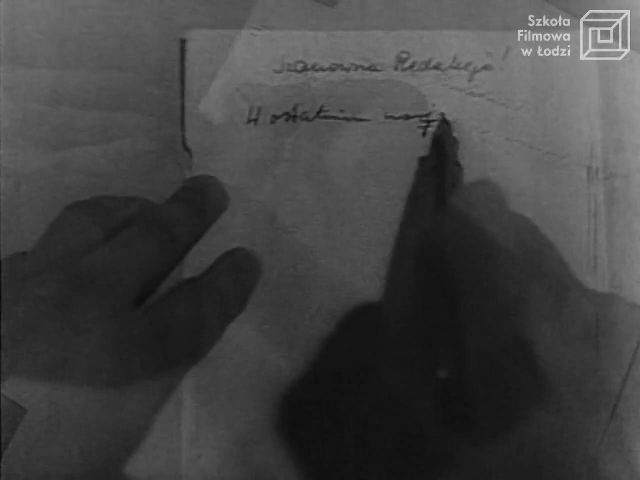 Szkoła
Filmowa
w Łodzi
Szanowna Redakcjo!
W ostatnim